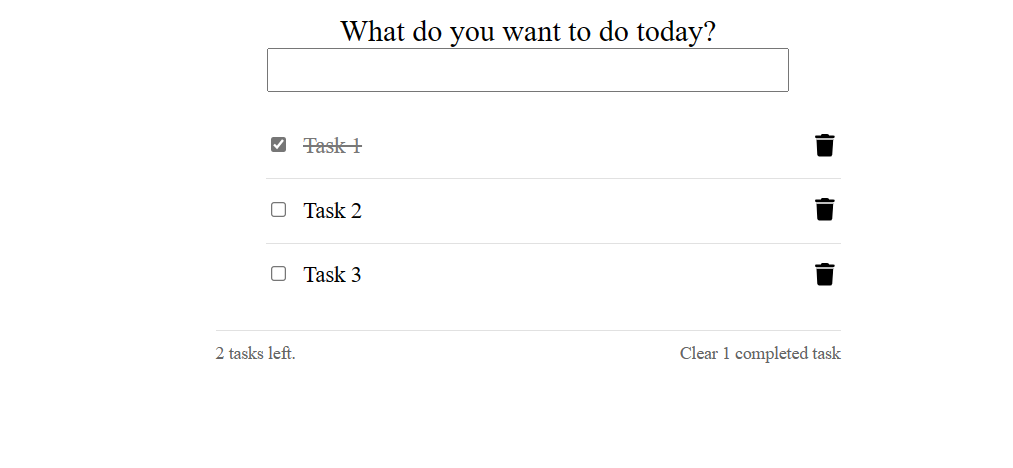 What do you want to do today?
Task 1
Task 2
Task 3
2 tasks left.
Clear 1 completed task